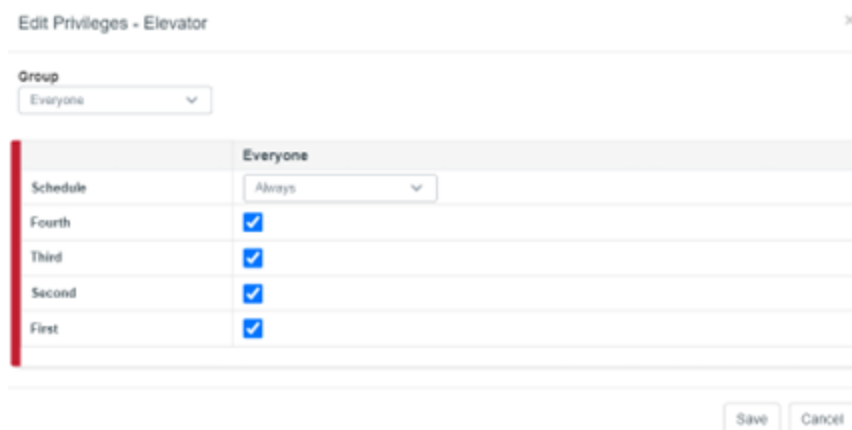 Edit Privileges - Elevator
Group
Everyone
Everyone
Schedule Always
Fourth
Third
Second
First
Save Cancel